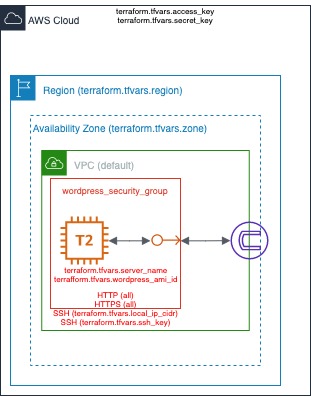 terraform.tfvars.access_key
terraform.tfvars.secret_key
AWS Cloud
Region (terraform.tfvars.region)
Availability Zone (terraform.tfvars.zone)
VPC (default)
wordpress_security_group
T2
terraform.tfvars.server_name
terrafform.tfvars.wordpress_ami_id
HTTP (all)
HTTPS (all)
SSH (terraform.tfvars.local_ip_cidr)
SSH (terraform.tfvars.ssh_key)